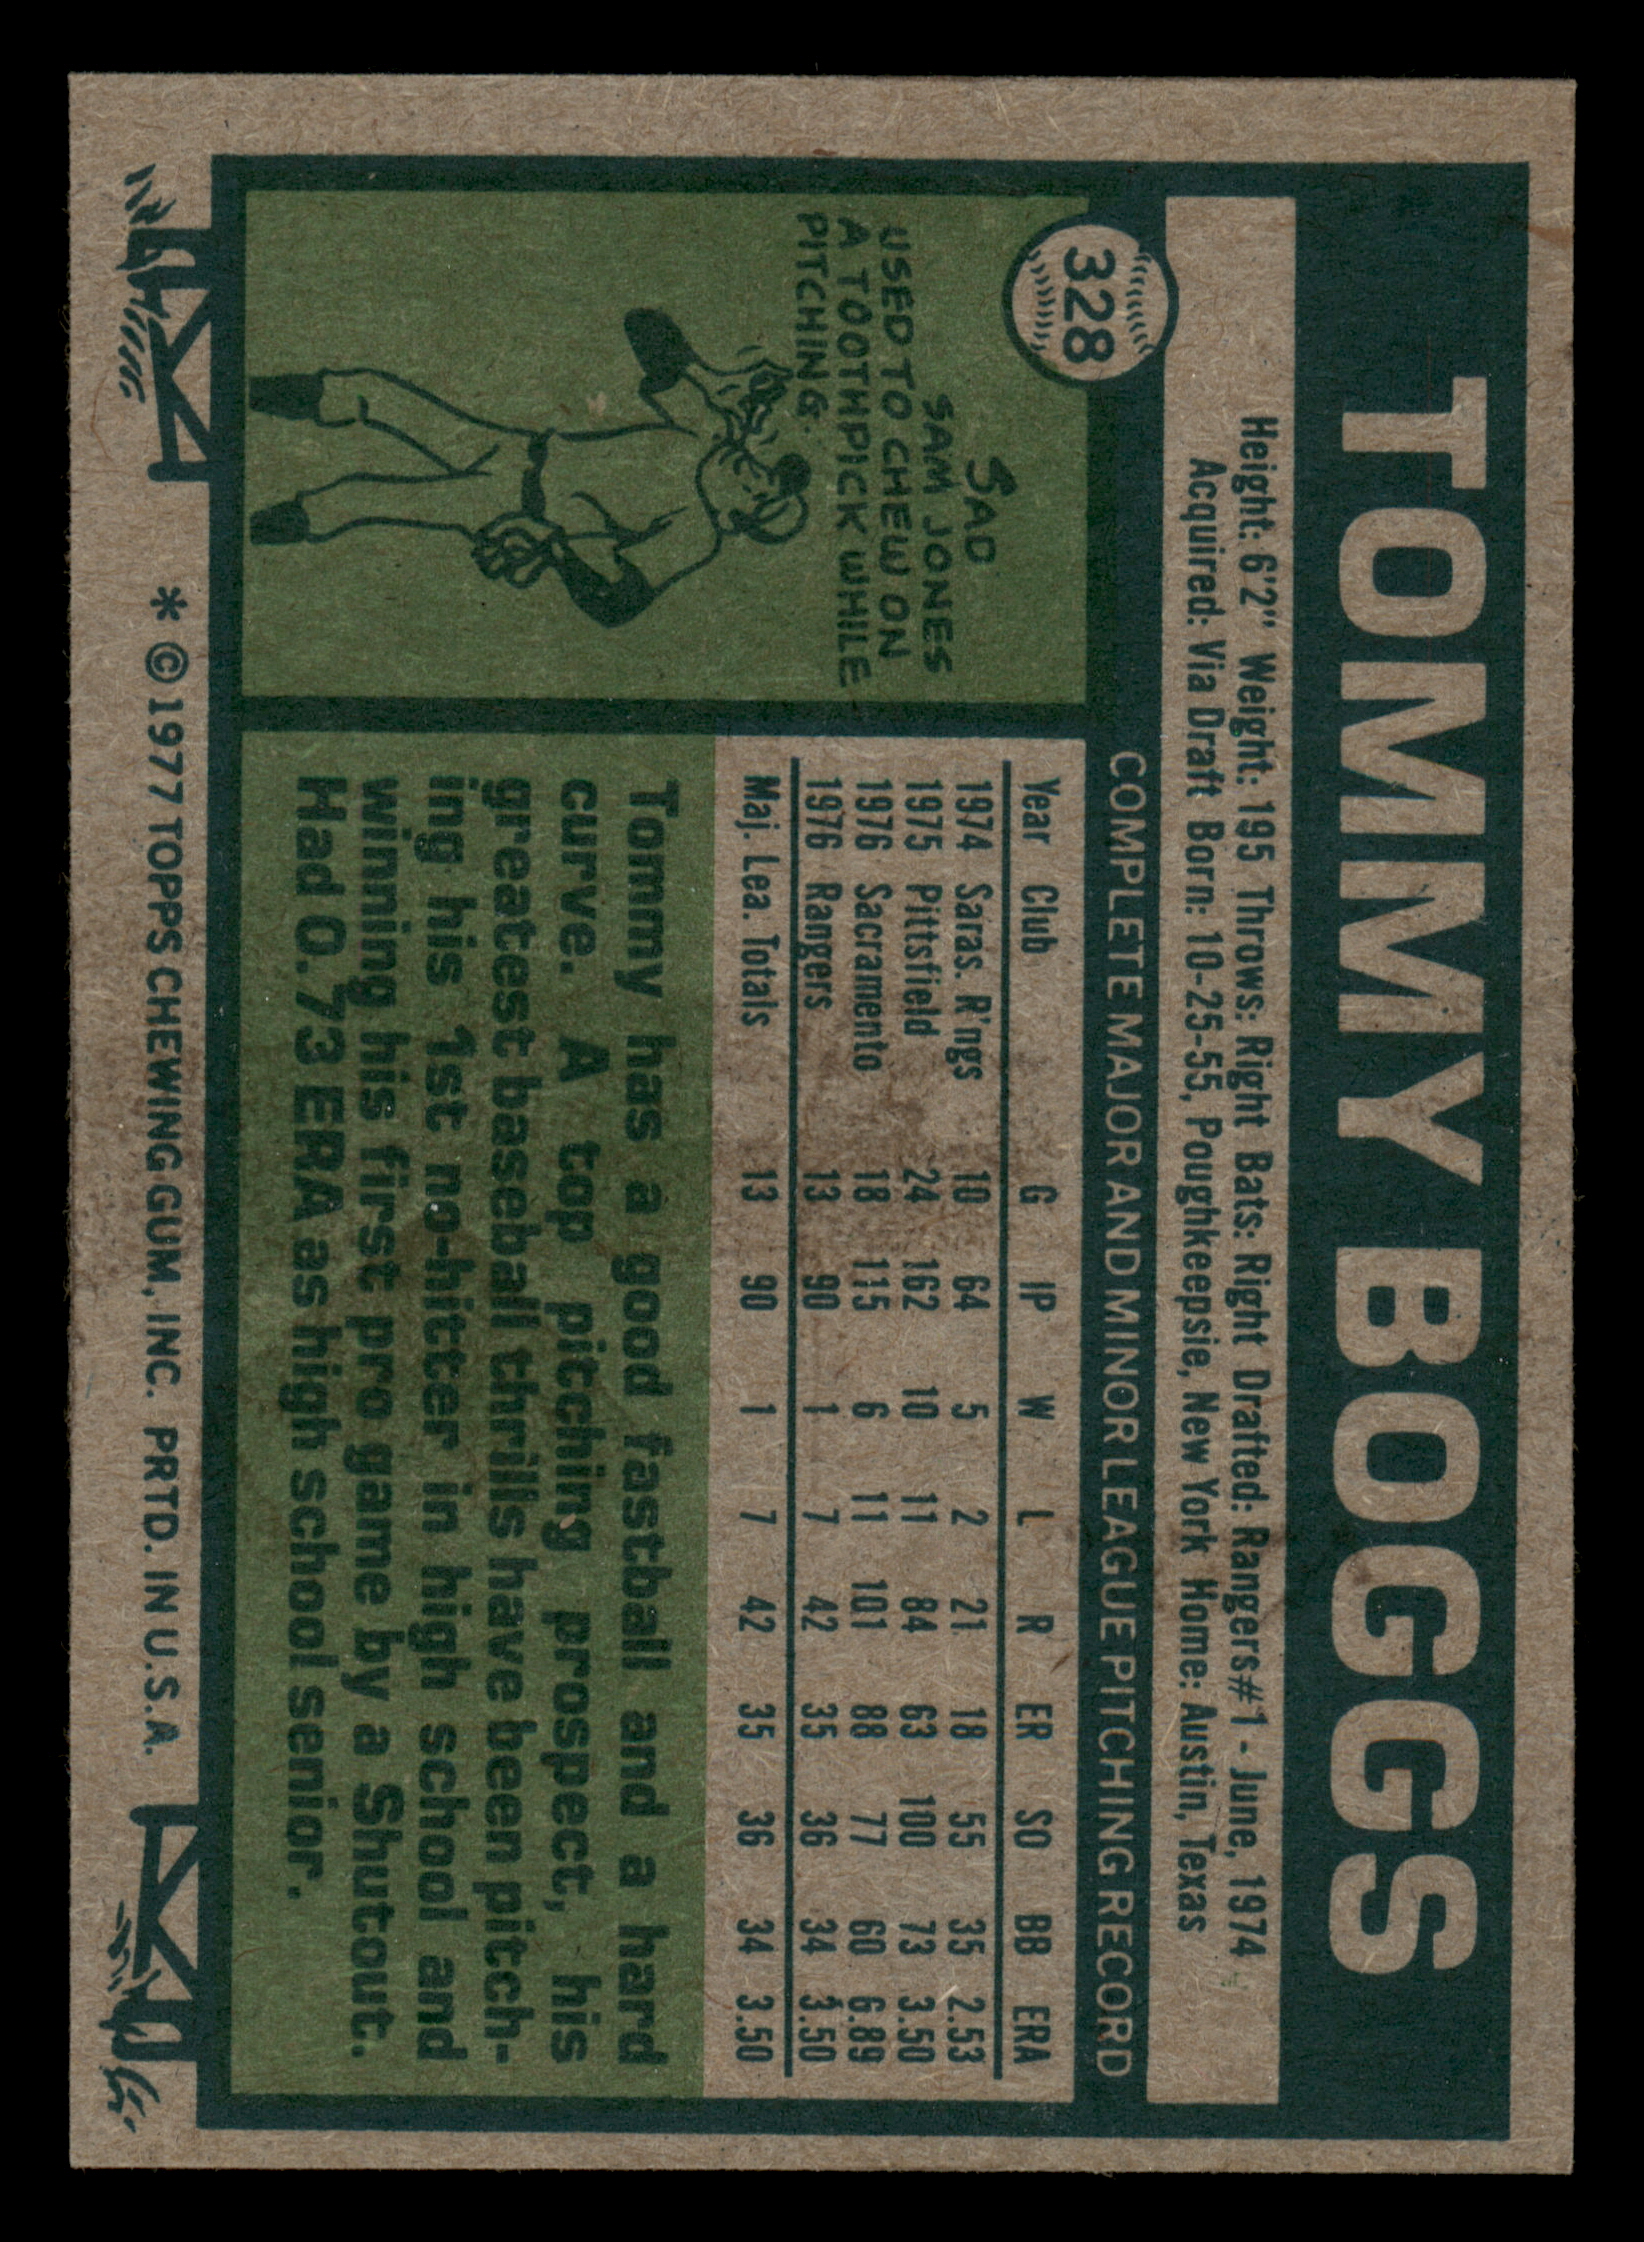 TOMMY BOGGS
Height: 6'2" Weight: 195 Throws: Right Bats: Right Drafted: Rangers#1 - June, 1974
Acquired: Via Draft Born: 10-25-55, Poughkeepsie, New York Home: Austin, Texas
328
COMPLETE MAJOR AND MINOR LEAGUE PITCHING RECORD
SAD
SAM JONES
USED TO CHEW ON
A TOOTHPICK WHILE
PITCHING.
Year Club G IP W L R ER SO BB ERA
1974 Saras. R'ngs 10 64 5 2 21 18 55 35 2.53
1975 Pittsfield 24 162 10 11 84 63 100 73 3.50
1976 Sacramento 18 115 6 11 101 88 77 60 6.89
1976 Rangers 13 90 1 7 42 35 36 34 3.50
Maj. Lea. Totals 13 90 1 7 42 35 36 34 3.50
Tommy has a good fastball and a hard
curve. A top pitching prospect, his
greatest baseball thrills have been pitch-
ing his 1st no-hitter in high school and
winning his first pro game by a Shutout.
Had 0.73 ERA as high school senior.
* © 1977 TOPPS CHEWING GUM, INC. PRTD. IN U.S.A.